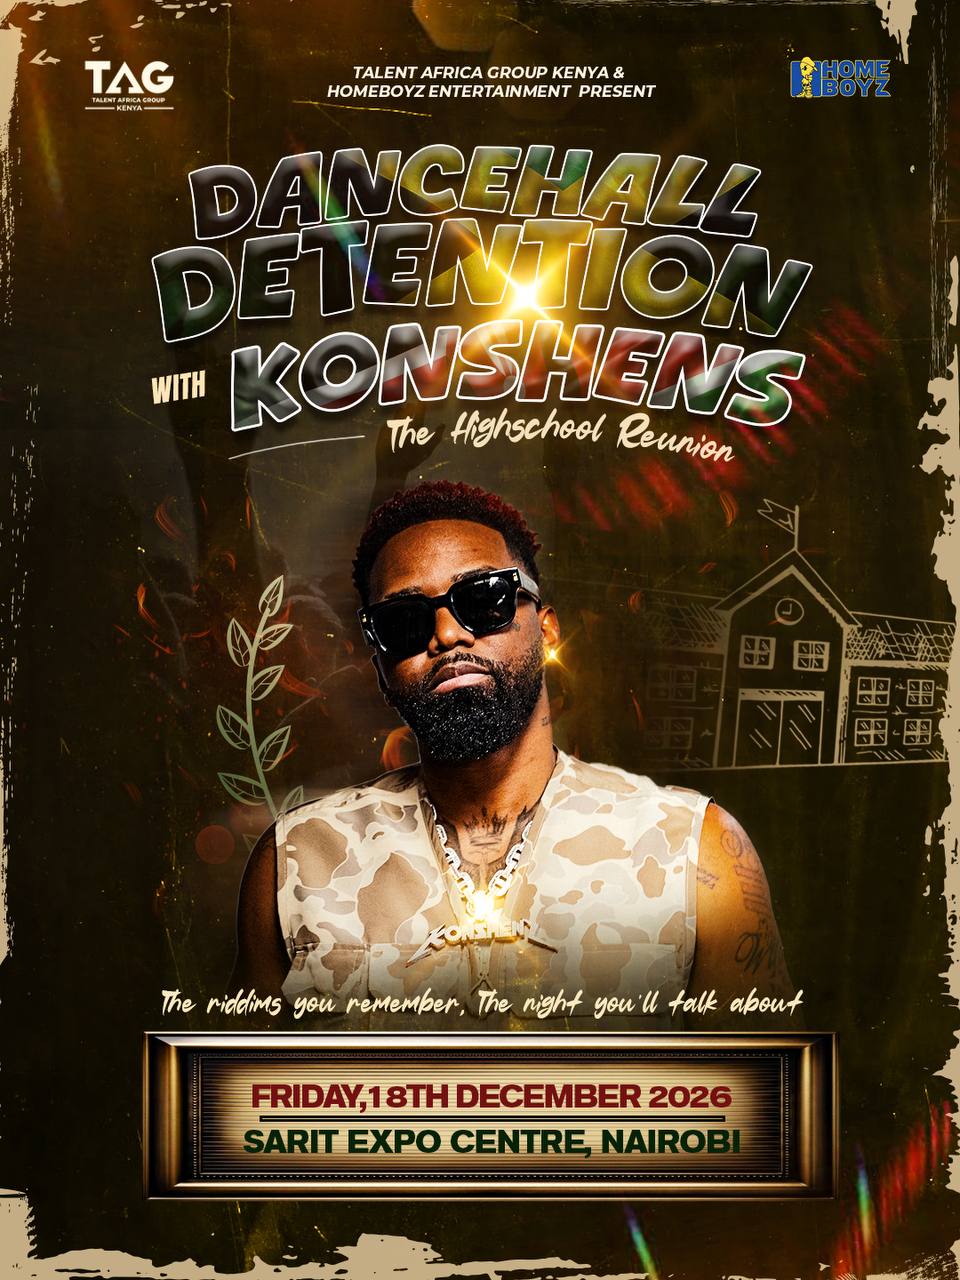 TAG
TALENT AFRICA GROUP
KENYA
TALENT AFRICA GROUP KENYA &
HOMEBOYZ ENTERTAINMENT PRESENT
HOME
BOYZ
DANCEHALL
DETENTION
WITH KONSHENS
The Highschool Reunion
KONSHENS
The riddims you remember, The night you'll talk about
FRIDAY,18TH DECEMBER 2026
SARIT EXPO CENTRE, NAIROBI